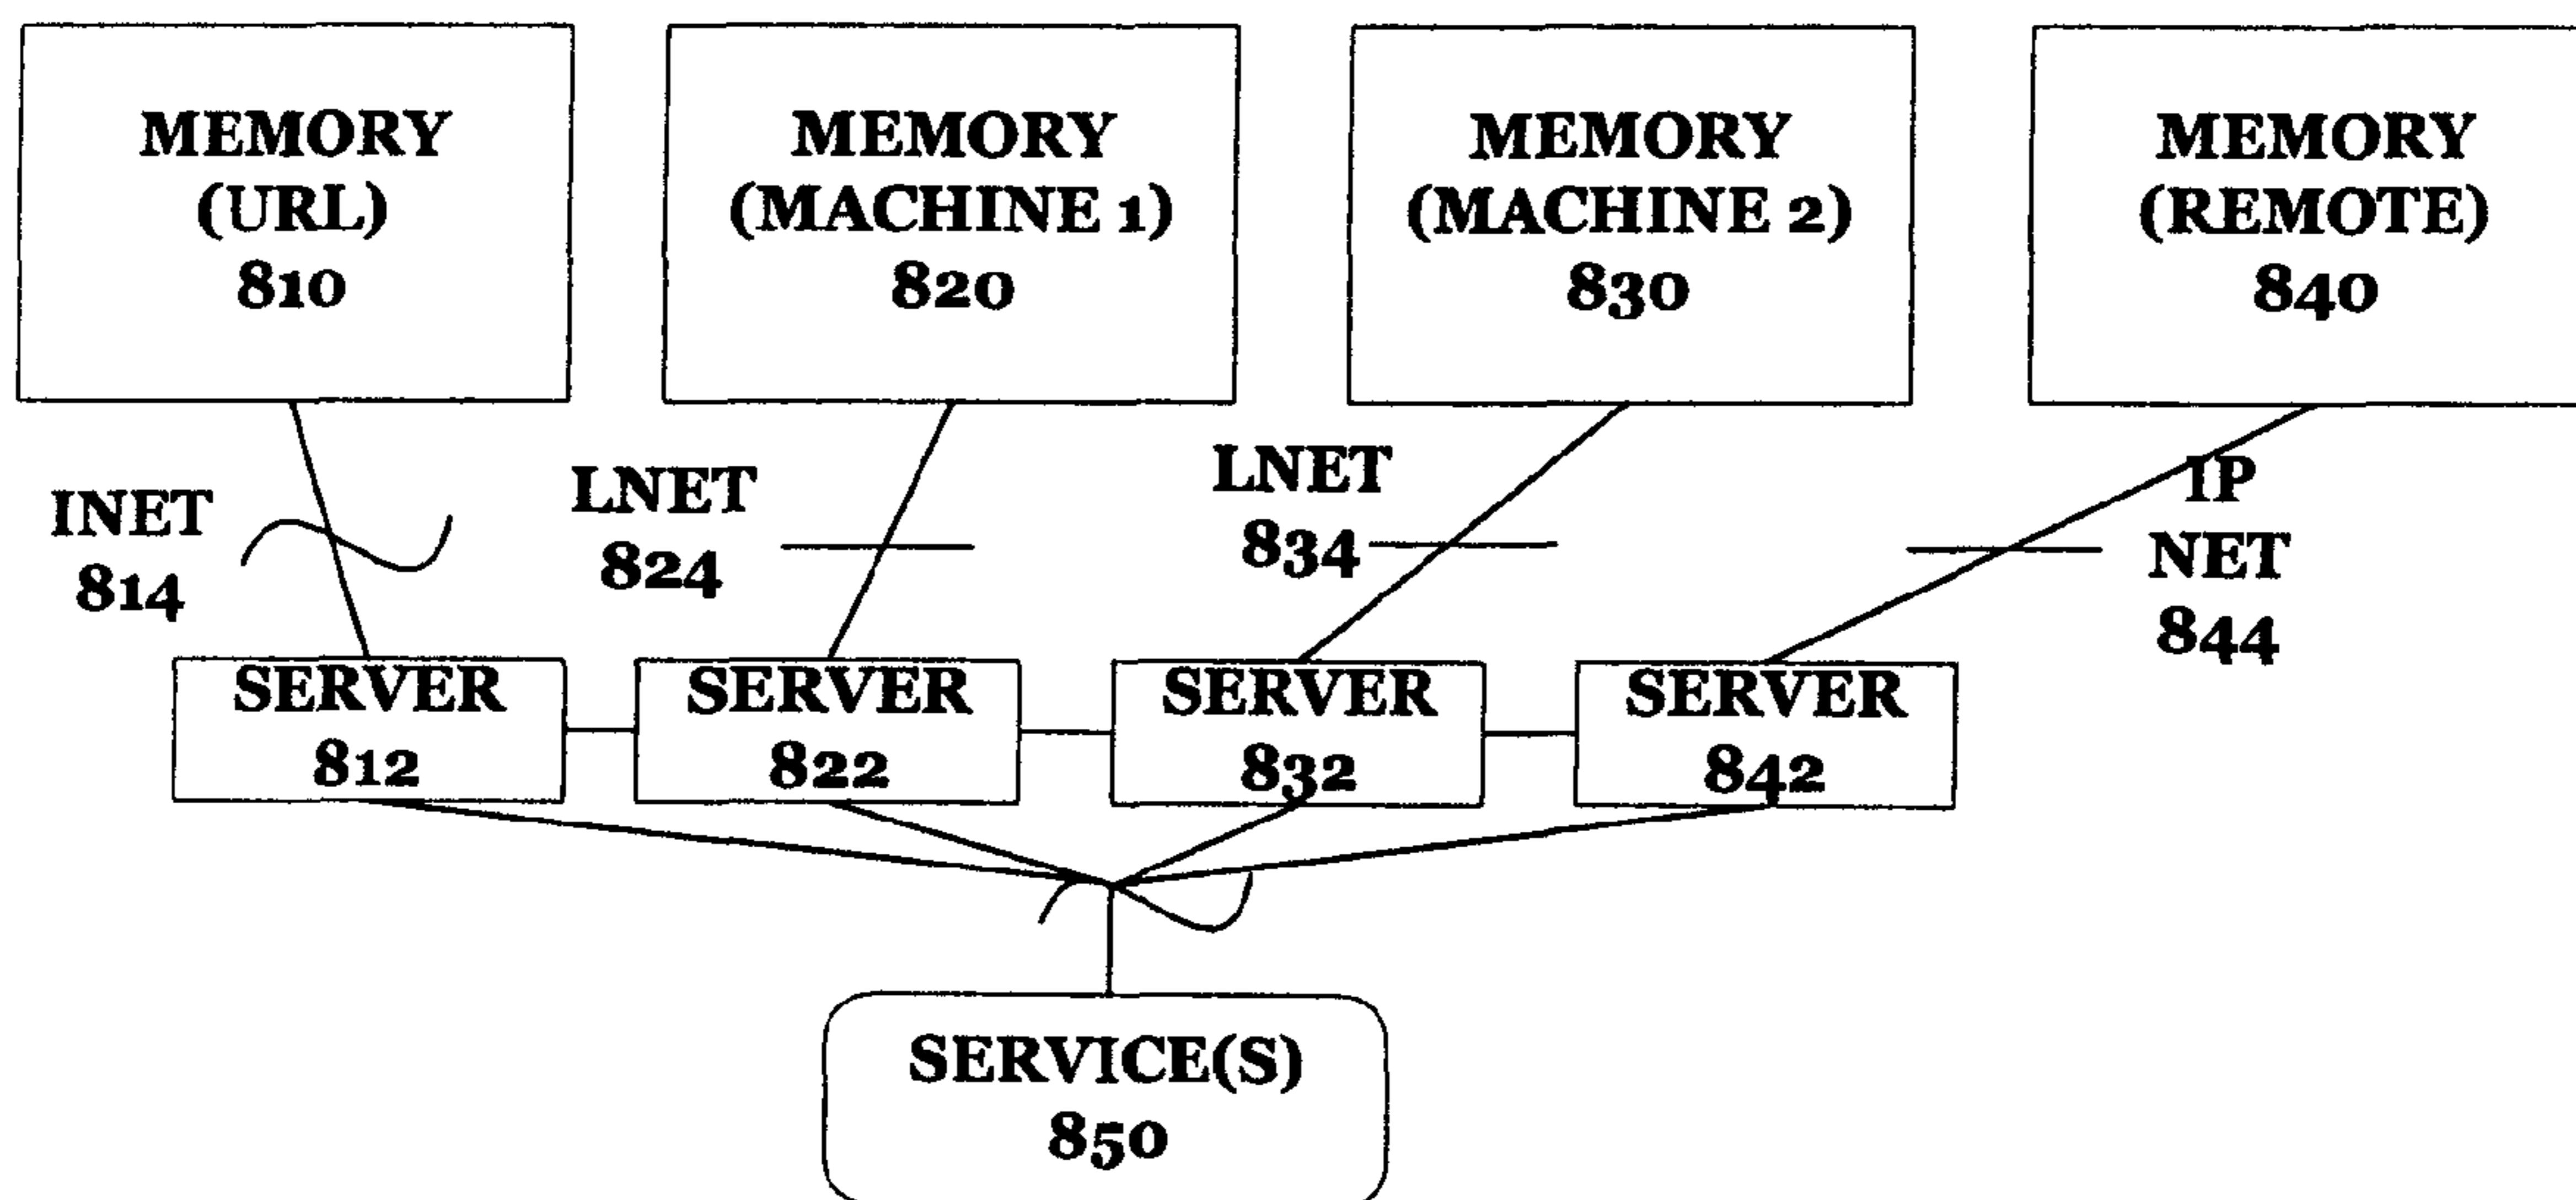 MEMORY
(URL)
810
MEMORY
(MACHINE 1)
820
MEMORY
(MACHINE 2)
830
MEMORY
(REMOTE)
840
INET
814
LNET
824
LNET
834
IP
NET
844
SERVER
812
SERVER
822
SERVER
832
SERVER
842
SERVICE(S)
850